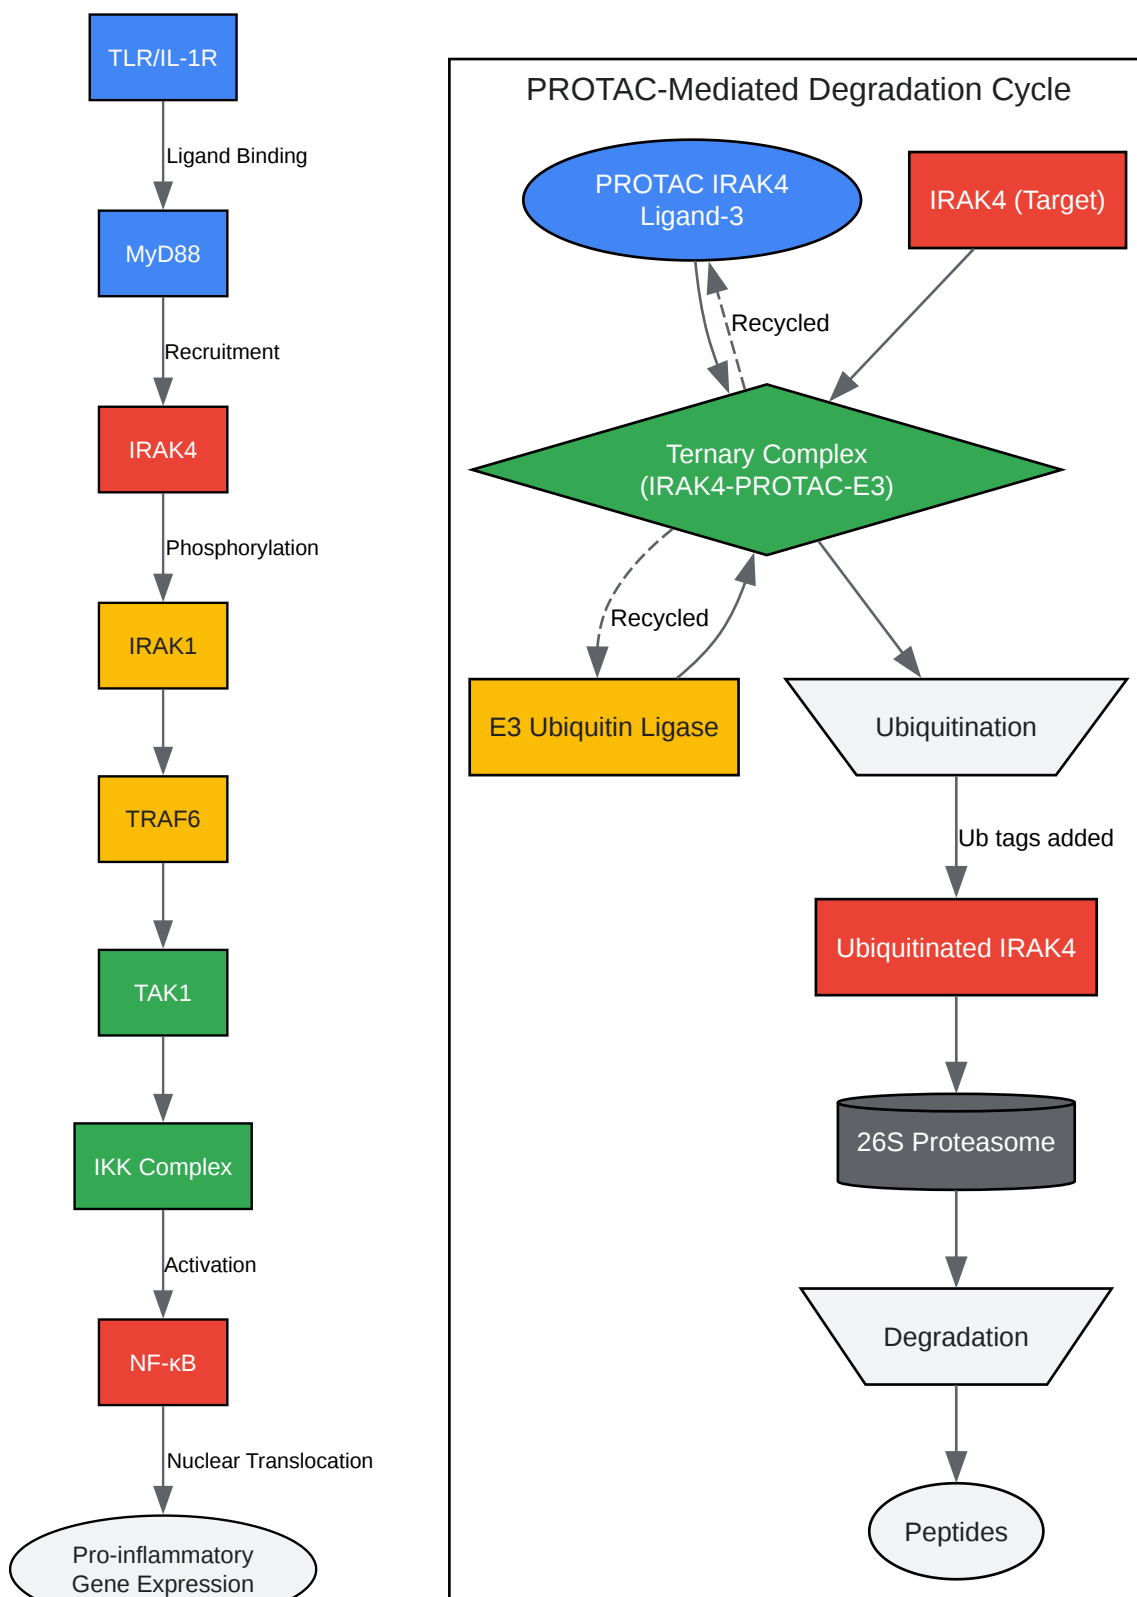 TLR/IL-1R
Ligand Binding
MyD88
Recruitment
IRAK4
Phosphorylation
IRAK1
TRAF6
TAK1
IKK Complex
Activation
NF-κB
Nuclear Translocation
Pro-inflammatory
Gene Expression
PROTAC-Mediated Degradation Cycle
PROTAC IRAK4
Ligand-3
IRAK4 (Target)
Recycled
Ternary Complex
(IRAK4-PROTAC-E3)
Recycled
E3 Ubiquitin Ligase
Ubiquitination
Ub tags added
Ubiquitinated IRAK4
26S Proteasome
Degradation
Peptides